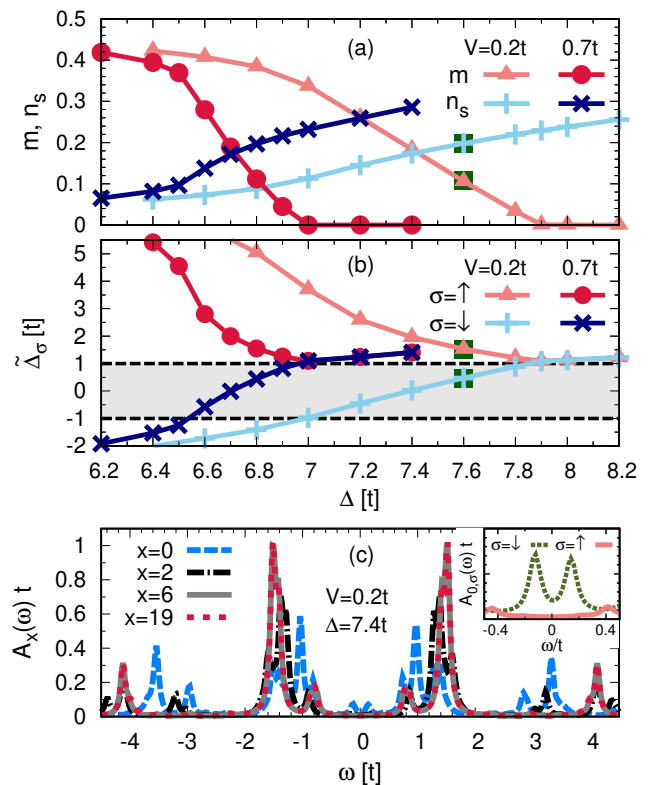 0.5
(a)
V=0.2t 0.7t
0.4
m
n_s
0.3
m, n_s
0.2
0.1
0
5
(b)
V=0.2t 0.7t
4
σ=↑
3
σ=↓
2
Δ̃_σ [t]
1
0
-1
-2
6.2 6.4 6.6 6.8 7 7.2 7.4 7.6 7.8 8 8.2
Δ [t]
1
x=0
(c)
x=2
x=6
V=0.2t
x=19
Δ=7.4t
0.8
0.6
0.4
0.2
0
A_x(ω) t
-4 -3 -2 -1 0 1 2 3 4
ω [t]
σ=↓ σ=↑
A_{0,σ}(ω) t
-0.4 0 0.4
ω/t